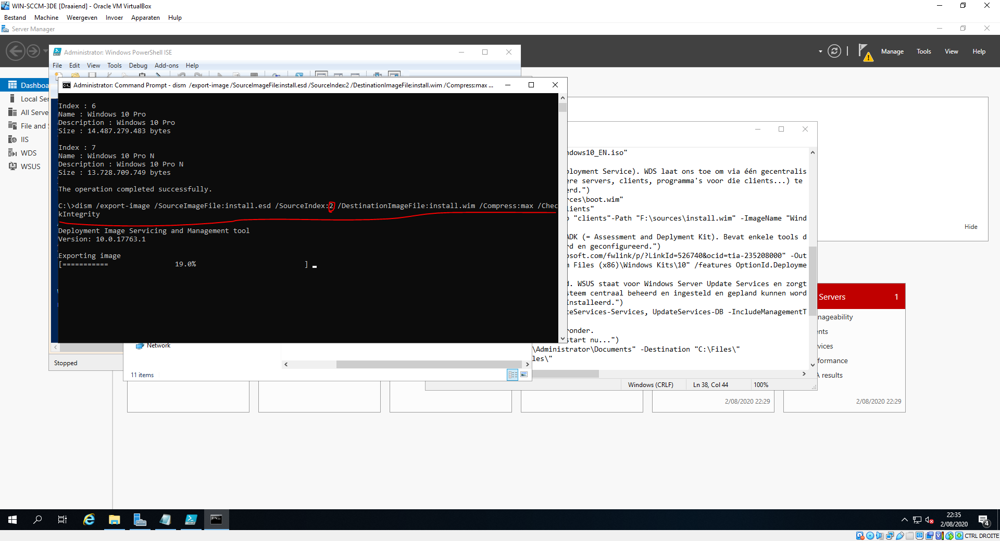 WIN-SCCM-3DE [Draaiend] - Oracle VM VirtualBox
Bestand Machine Weergeven Invoer Apparaten Hulp
Server Manager
Manage Tools View Help
Administrator: Windows PowerShell ISE
File Edit View Tools Debug Add-ons Help
Dashboa
Local Ser
All Serve
File and
IIS
WDS
WSUS
Administrator: Command Prompt - dism /export-image /SourceImageFile:install.esd /SourceIndex:2 /DestinationImageFile:install.wim /Compress:max ...
Index : 6
Name : Windows 10 Pro
Description : Windows 10 Pro
Size : 14.487.279.483 bytes
Index : 7
Name : Windows 10 Pro N
Description : Windows 10 Pro N
Size : 13.728.709.749 bytes
The operation completed successfully.
C:\>dism /export-image /SourceImageFile:install.esd /SourceIndex:2 /DestinationImageFile:install.wim /Compress:max /Chec
kIntegrity
Deployment Image Servicing and Management tool
Version: 10.0.17763.1
Exporting image
[=========== 19.0% ]
ndows10_EN.iso"
ployment Service). WDS laat ons toe om via één gecentralis
ere servers, clients, programma's voor die clients...) te
erd.")
rces\boot.wim"
lients"
p "clients"-Path "F:\sources\install.wim" -ImageName "Wind
ADK (= Assessment and Deplyment Kit). Bevat enkele tools d
rd en geconfigureerd.")
osoft.com/fwlink/p/?LinkId=526740&ocid=tia-235208000" -Out
m Files (x86)\Windows Kits\10" /features OptionId.Deployme
d. WSUS staat voor Windows Server Update Services en zorgt
steem centraal beheerd en ingesteld en gepland kunnen word
ïnstalleerd.")
teServices-Services, UpdateServices-DB -IncludeManagementT
ronder.
start nu...")
\Administrator\Documents" -Destination "C:\Files\"
les\"
Windows (CRLF) Ln 38, Col 44 100%
Hide
Servers 1
nageability
ents
vices
formance
A results
2/08/2020 22:29
2/08/2020 22:29
Network
11 items
Stopped
22:35
2/08/2020
4
CTRL DROITE